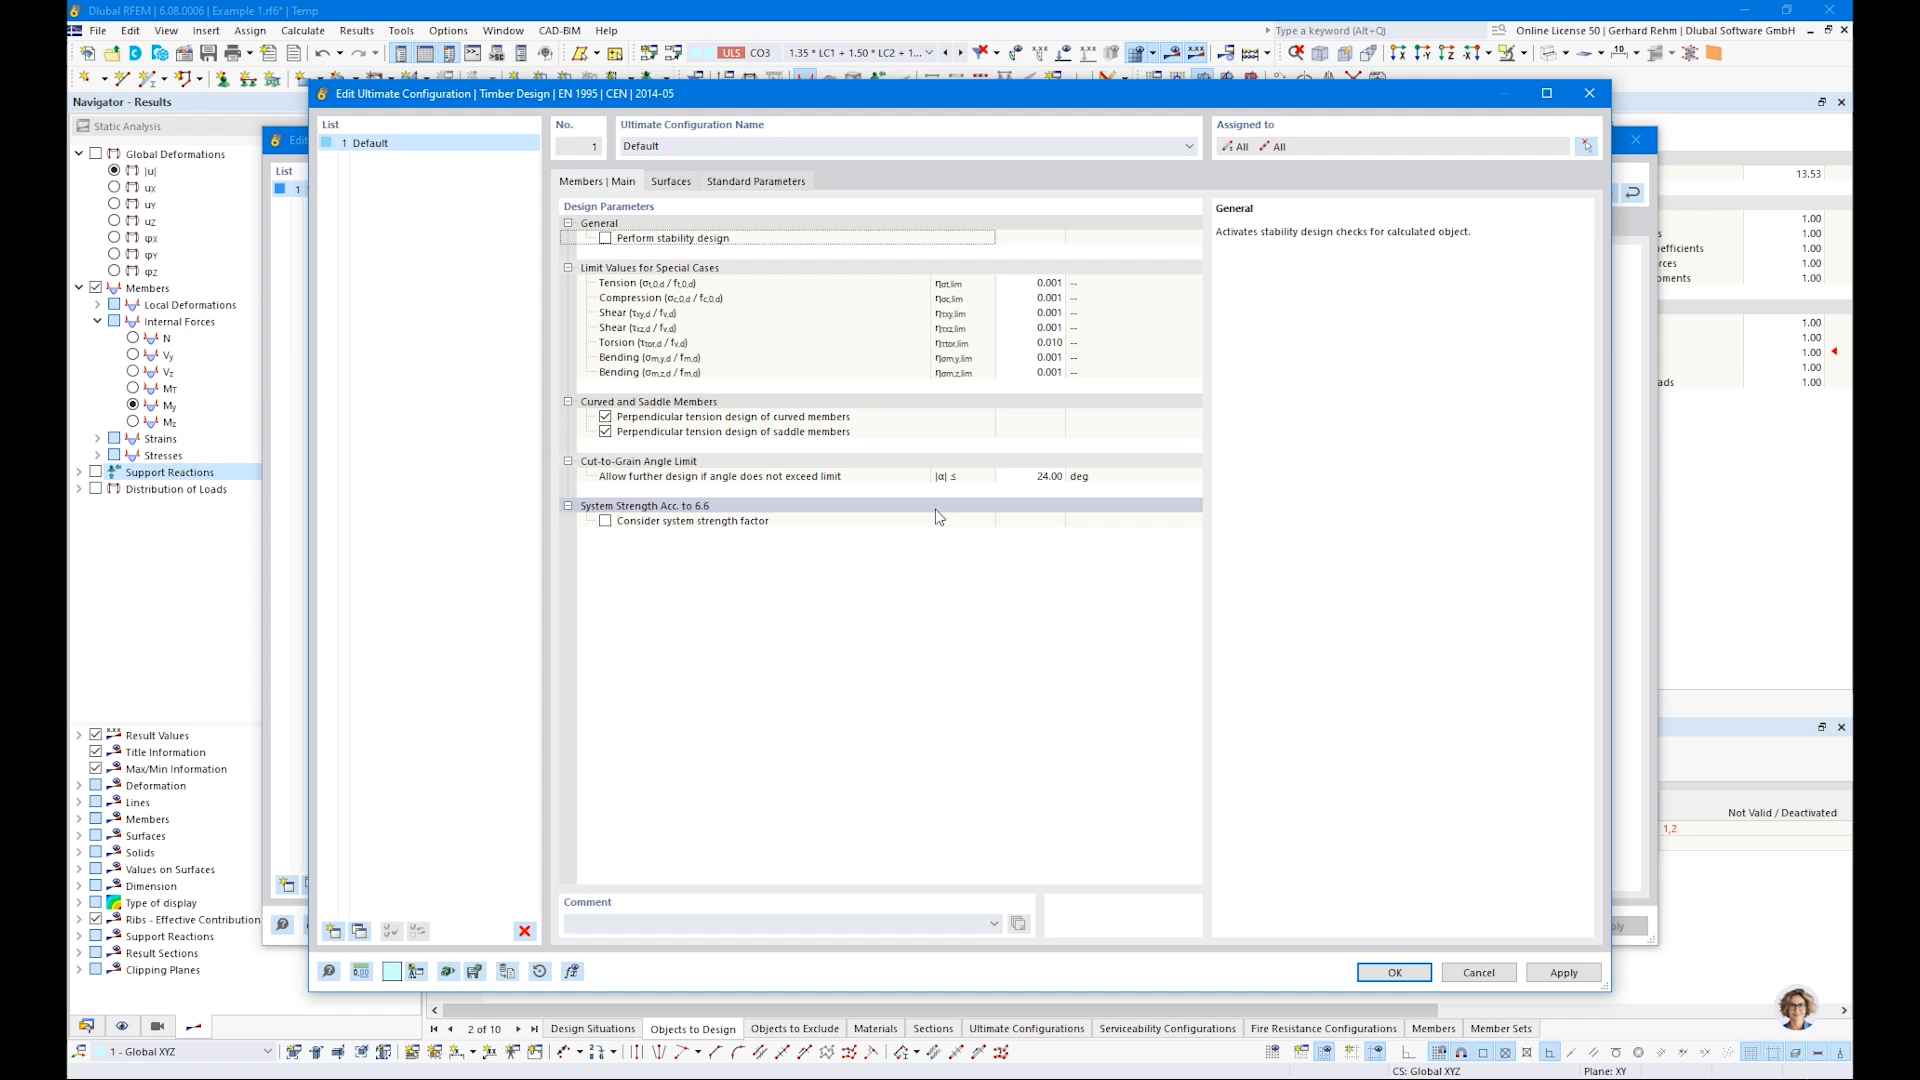 Dlubal RFEM | 6.08.0006 | Example 1.rf6* | Temp
File Edit View Insert Assign Calculate Results Tools Options Window CAD-BIM Help
Type a keyword (Alt+Q)
Online License 50 | Gerhard Rehm | Dlubal Software GmbH
ULS CO3 1.35 * LC1 + 1.50 * LC2 + 1...
Navigator - Results
Static Analysis
Global Deformations
|u|
uX
uY
uZ
φX
φY
φZ
Members
Local Deformations
Internal Forces
N
Vy
Vz
MT
My
Mz
Strains
Stresses
Support Reactions
Distribution of Loads
Result Values
Title Information
Max/Min Information
Deformation
Lines
Members
Surfaces
Solids
Values on Surfaces
Dimension
Type of display
Ribs - Effective Contribution
Support Reactions
Result Sections
Clipping Planes
Edit
List
1
Edit Ultimate Configuration | Timber Design | EN 1995 | CEN | 2014-05
List
1 Default
No.
1
Ultimate Configuration Name
Default
Assigned to
All All
Members | Main Surfaces Standard Parameters
Design Parameters
General
Perform stability design
Limit Values for Special Cases
Tension (σt,0,d / ft,0,d) ησt,lim 0.001 --
Compression (σc,0,d / fc,0,d) ησc,lim 0.001 --
Shear (τxy,d / fv,d) ητxy,lim 0.001 --
Shear (τxz,d / fv,d) ητxz,lim 0.001 --
Torsion (τtor,d / fv,d) ητtor,lim 0.010 --
Bending (σm,y,d / fm,d) ησm,y,lim 0.001 --
Bending (σm,z,d / fm,d) ησm,z,lim 0.001 --
Curved and Saddle Members
Perpendicular tension design of curved members
Perpendicular tension design of saddle members
Cut-to-Grain Angle Limit
Allow further design if angle does not exceed limit |α| ≤ 24.00 deg
System Strength Acc. to 6.6
Consider system strength factor
General
Activates stability design checks for calculated object.
Comment
OK Cancel Apply
13.53
1.00
1.00
efficients 1.00
rces 1.00
oments 1.00
1.00
1.00
1.00
1.00
ads 1.00
Not Valid / Deactivated
1,2
2 of 10 Design Situations Objects to Design Objects to Exclude Materials Sections Ultimate Configurations Serviceability Configurations Fire Resistance Configurations Members Member Sets
1 - Global XYZ
CS: Global XYZ Plane: XY